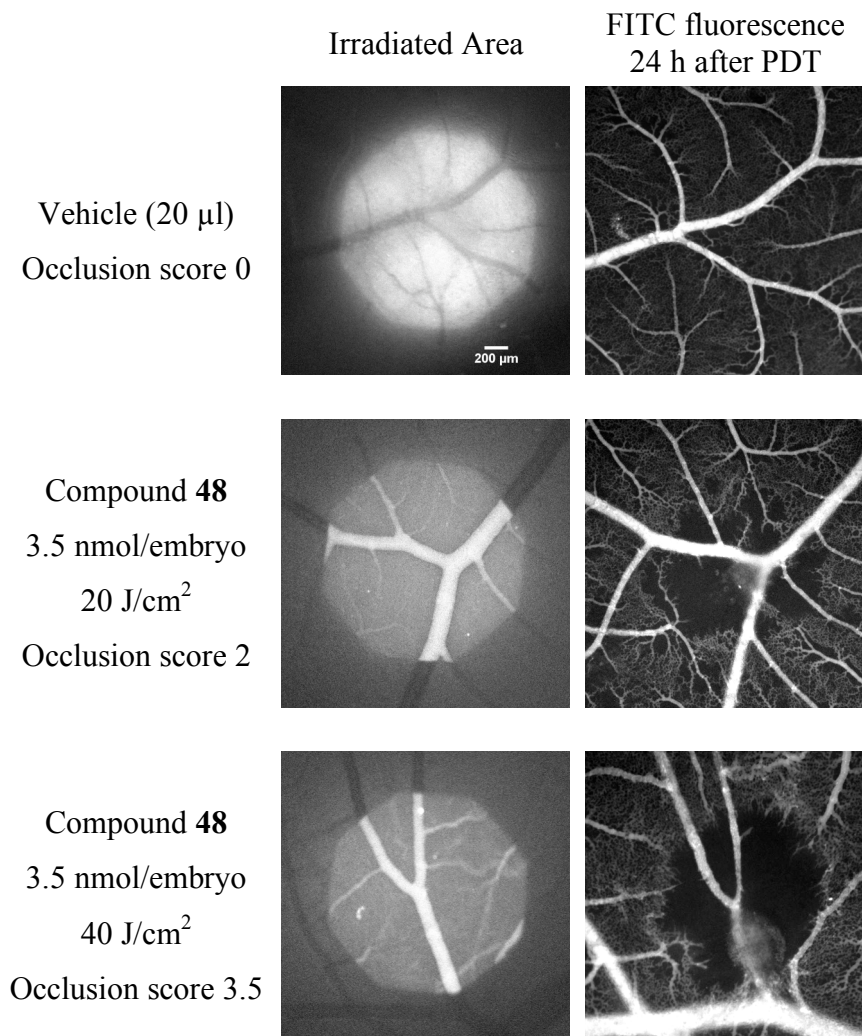 Irradiated Area
FITC fluorescence
24 h after PDT
Vehicle (20 µl)
Occlusion score 0
200 µm
Compound 48
3.5 nmol/embryo
20 J/cm²
Occlusion score 2
Compound 48
3.5 nmol/embryo
40 J/cm²
Occlusion score 3.5